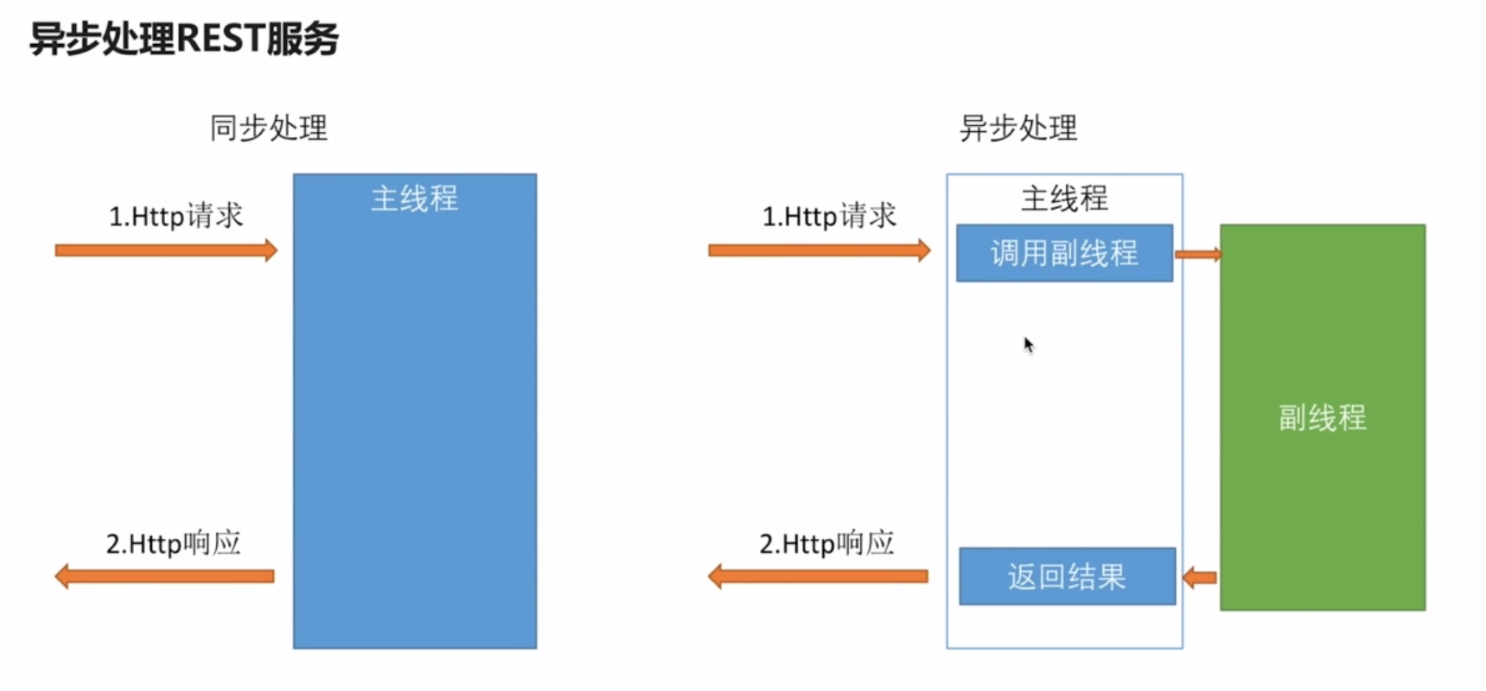 异步处理REST服务
同步处理
主线程
1.Http请求
2.Http响应
异步处理
1.Http请求
主线程
调用副线程
副线程
2.Http响应
返回结果